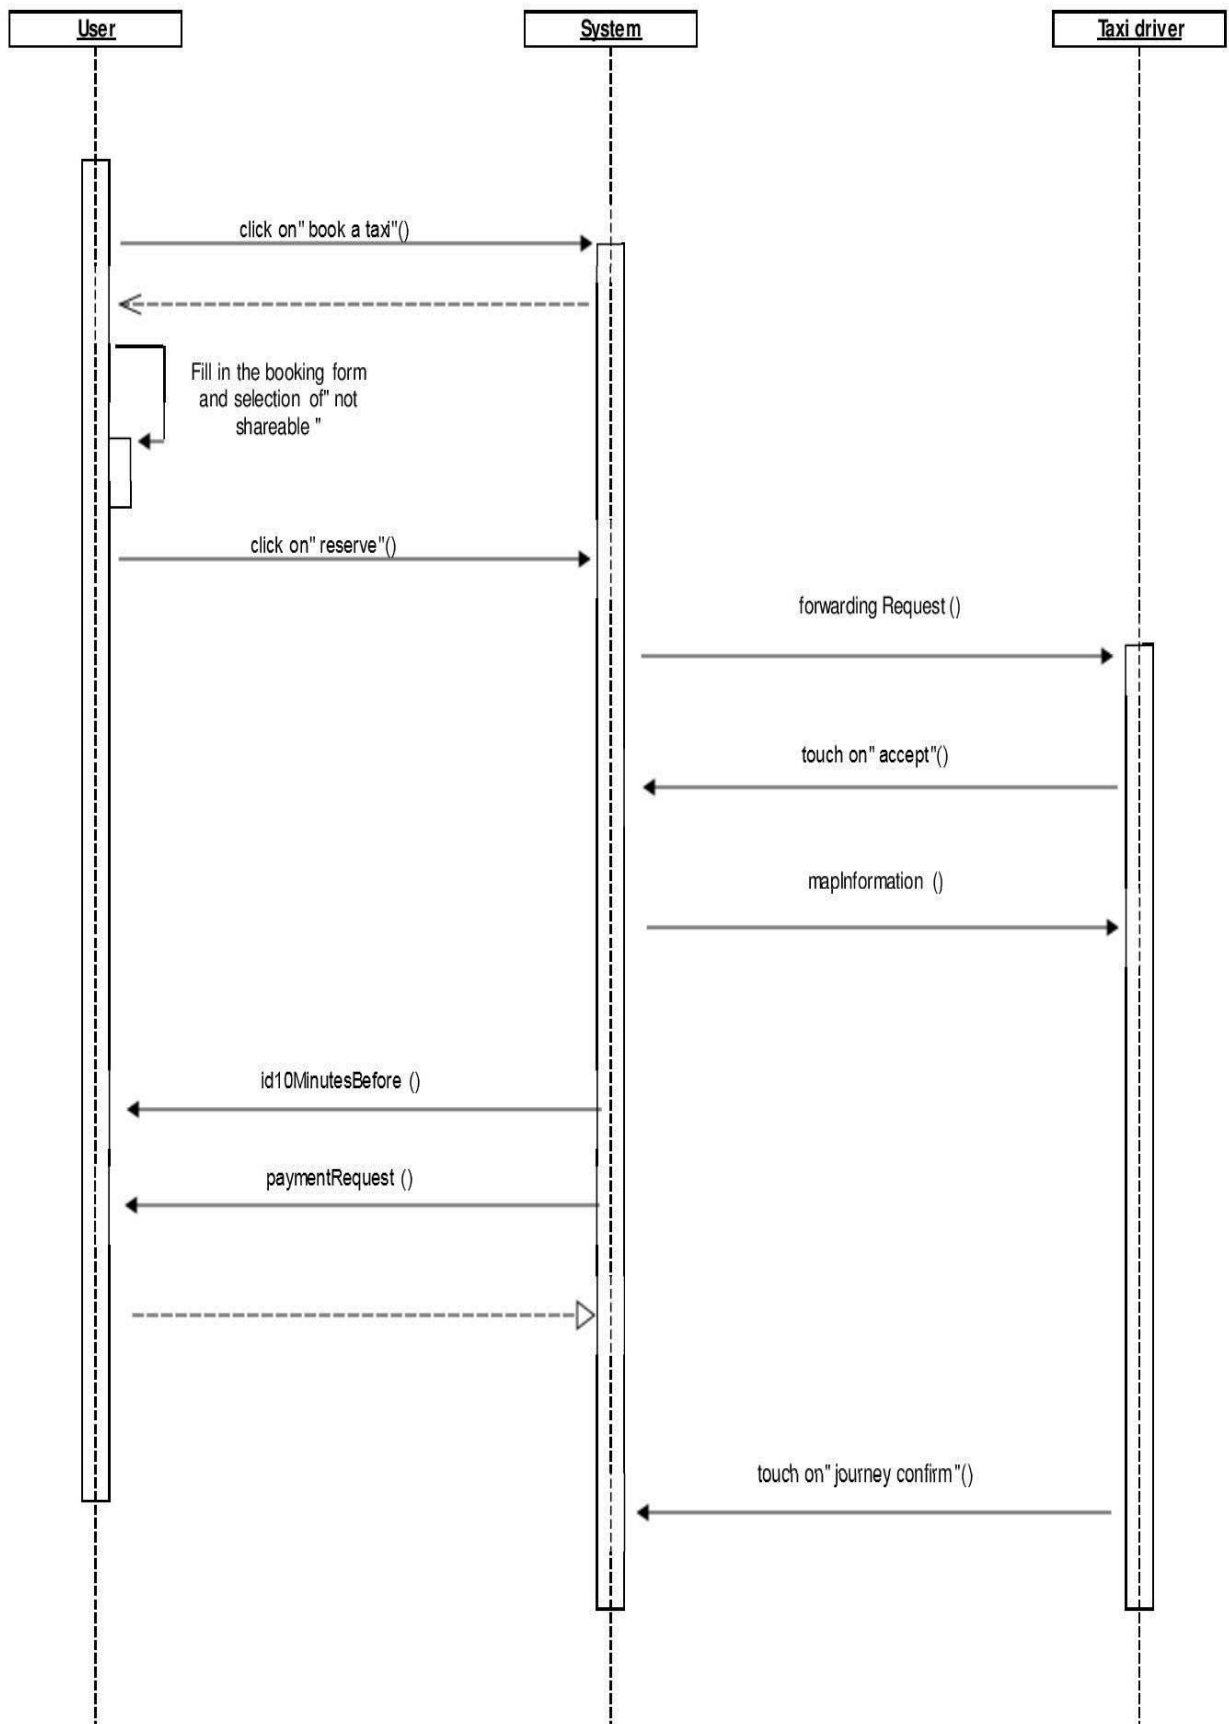 User
System
Taxi driver
click on" book a taxi"()
Fill in the booking form
and selection of" not
shareable "
click on" reserve"()
forwarding Request ()
touch on" accept"()
mapInformation ()
id10MinutesBefore ()
paymentRequest ()
touch on" journey confirm"()